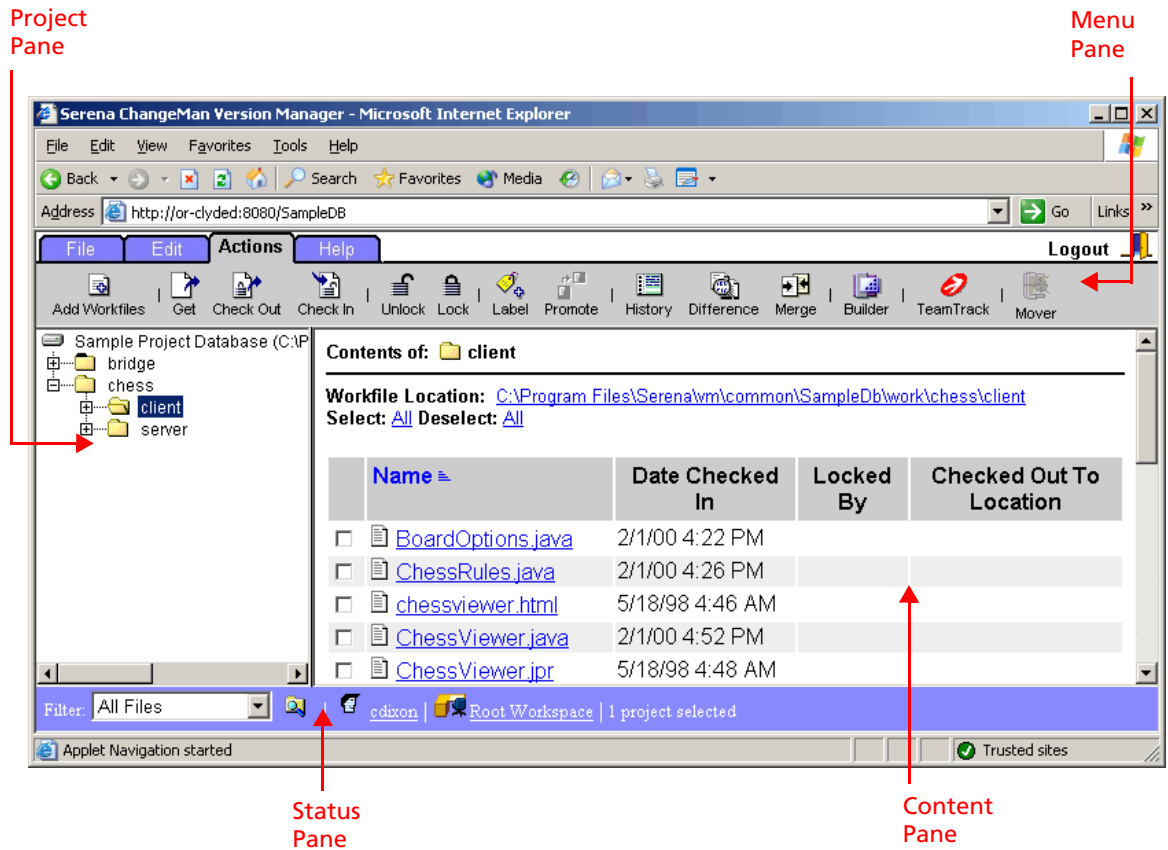 Project
Pane
Menu
Pane
Serena ChangeMan Version Manager - Microsoft Internet Explorer
File Edit View Favorites Tools Help
Back Search Favorites Media
Address http://or-clyded:8080/SampleDB Go Links »
File Edit Actions Help Logout
Add Workfiles Get Check Out Check In Unlock Lock Label Promote History Difference Merge Builder TeamTrack Mover
Sample Project Database (C:\P
bridge
chess
client
server
Contents of: client
Workfile Location: C:\Program Files\Serena\vm\common\SampleDb\work\chess\client
Select: All Deselect: All
Name Date Checked In Locked By Checked Out To Location
BoardOptions.java 2/1/00 4:22 PM
ChessRules.java 2/1/00 4:26 PM
chessviewer.html 5/18/98 4:46 AM
ChessViewer.java 2/1/00 4:52 PM
ChessViewer.jpr 5/18/98 4:48 AM
Filter: All Files | cdixon | Root Workspace | 1 project selected
Applet Navigation started Trusted sites
Status
Pane
Content
Pane